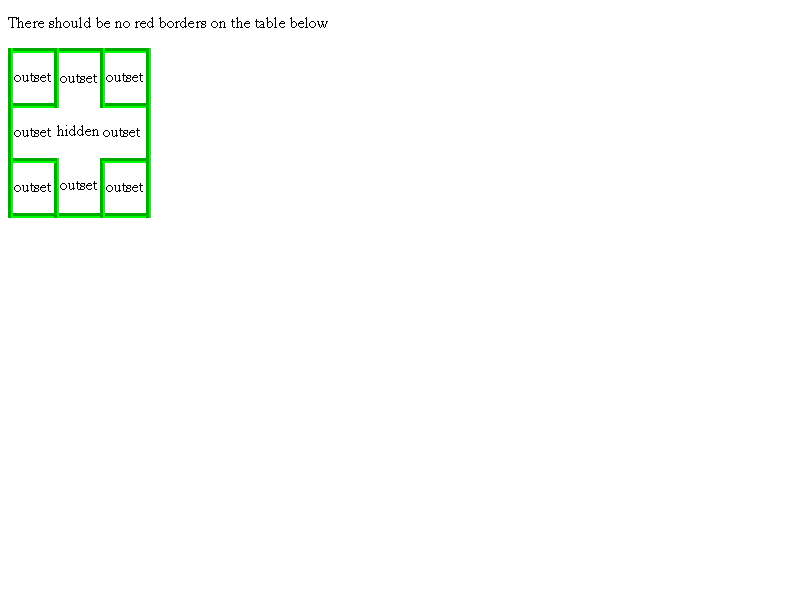 There should be no red borders on the table below
outset outset outset
outset hidden outset
outset outset outset